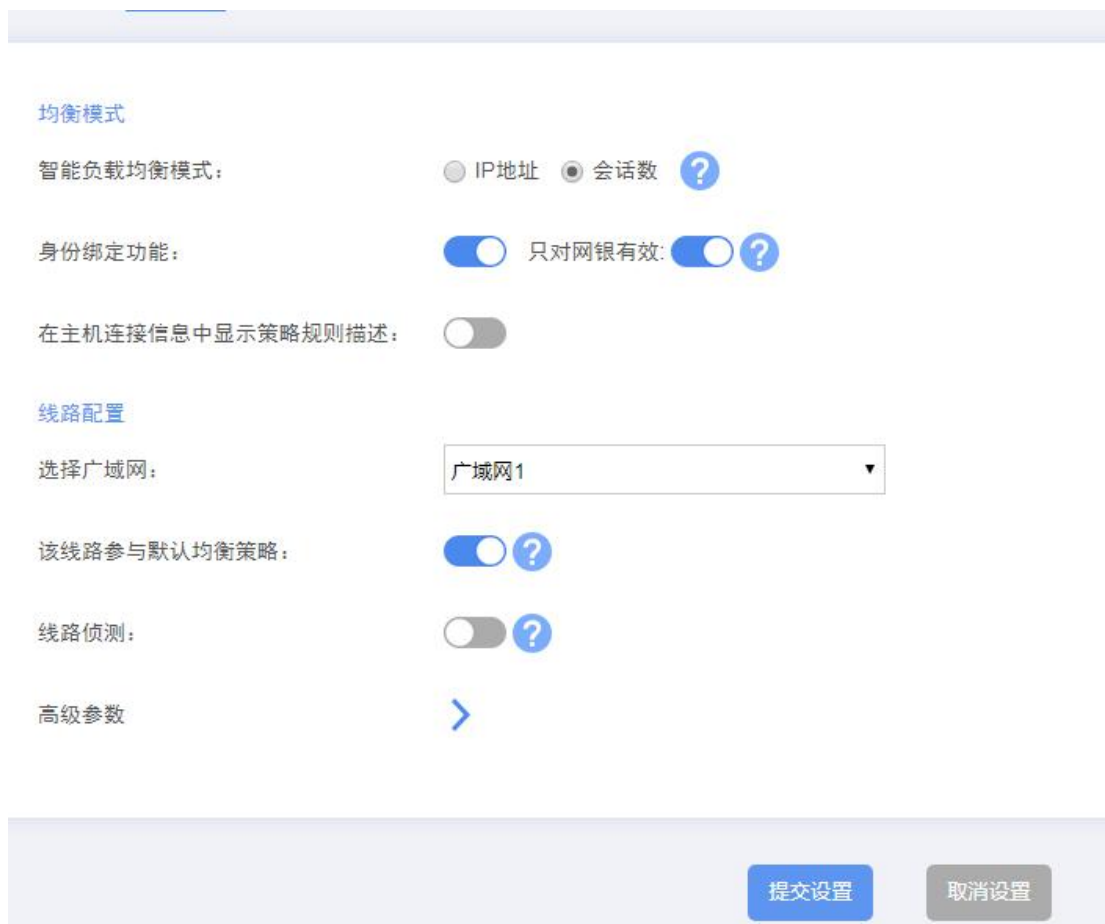 均衡模式
智能负载均衡模式： IP地址 会话数 ?
身份绑定功能： 只对网银有效: ?
在主机连接信息中显示策略规则描述：
线路配置
选择广域网： 广域网1
该线路参与默认均衡策略： ?
线路侦测： ?
高级参数
提交设置 取消设置